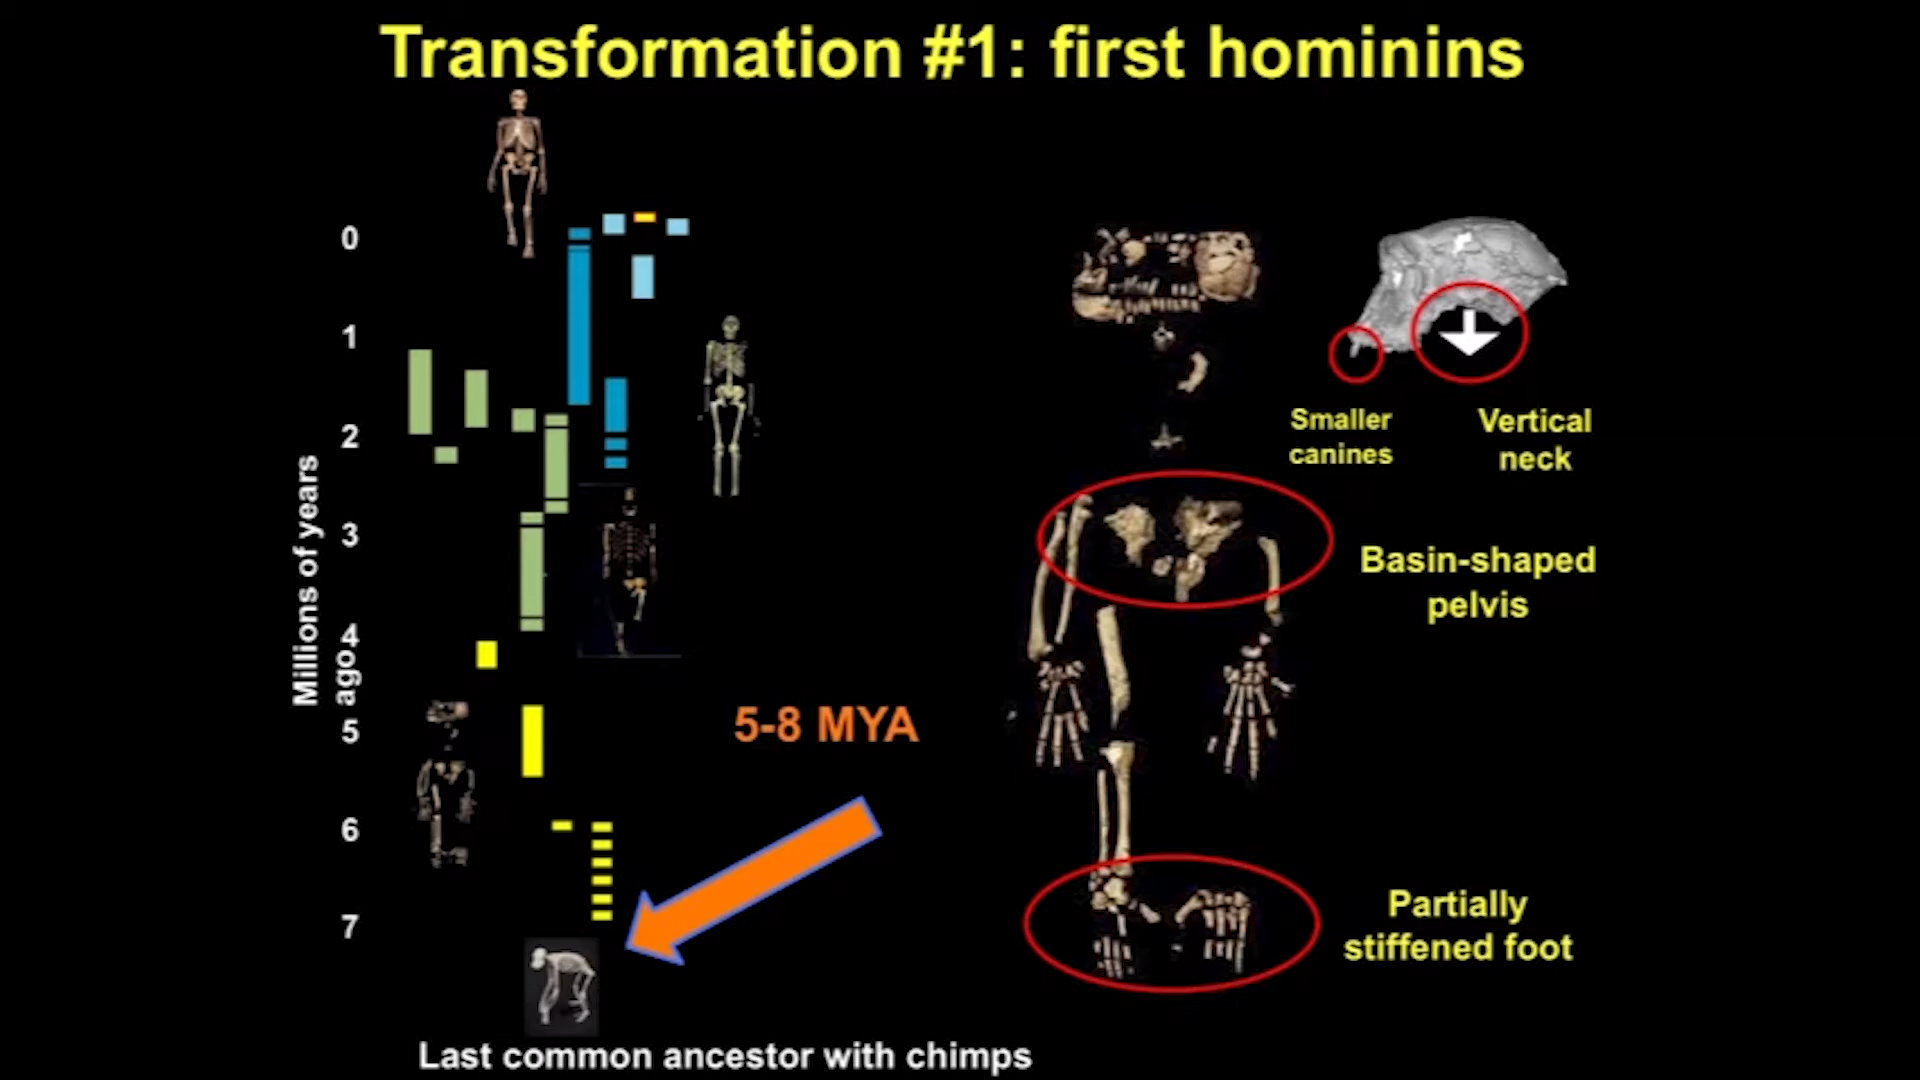 Transformation #1: first hominins
0
1
2
3
4
5
6
7
Millions of years
ago
5-8 MYA
Last common ancestor with chimps
Smaller
canines
Vertical
neck
Basin-shaped
pelvis
Partially
stiffened foot